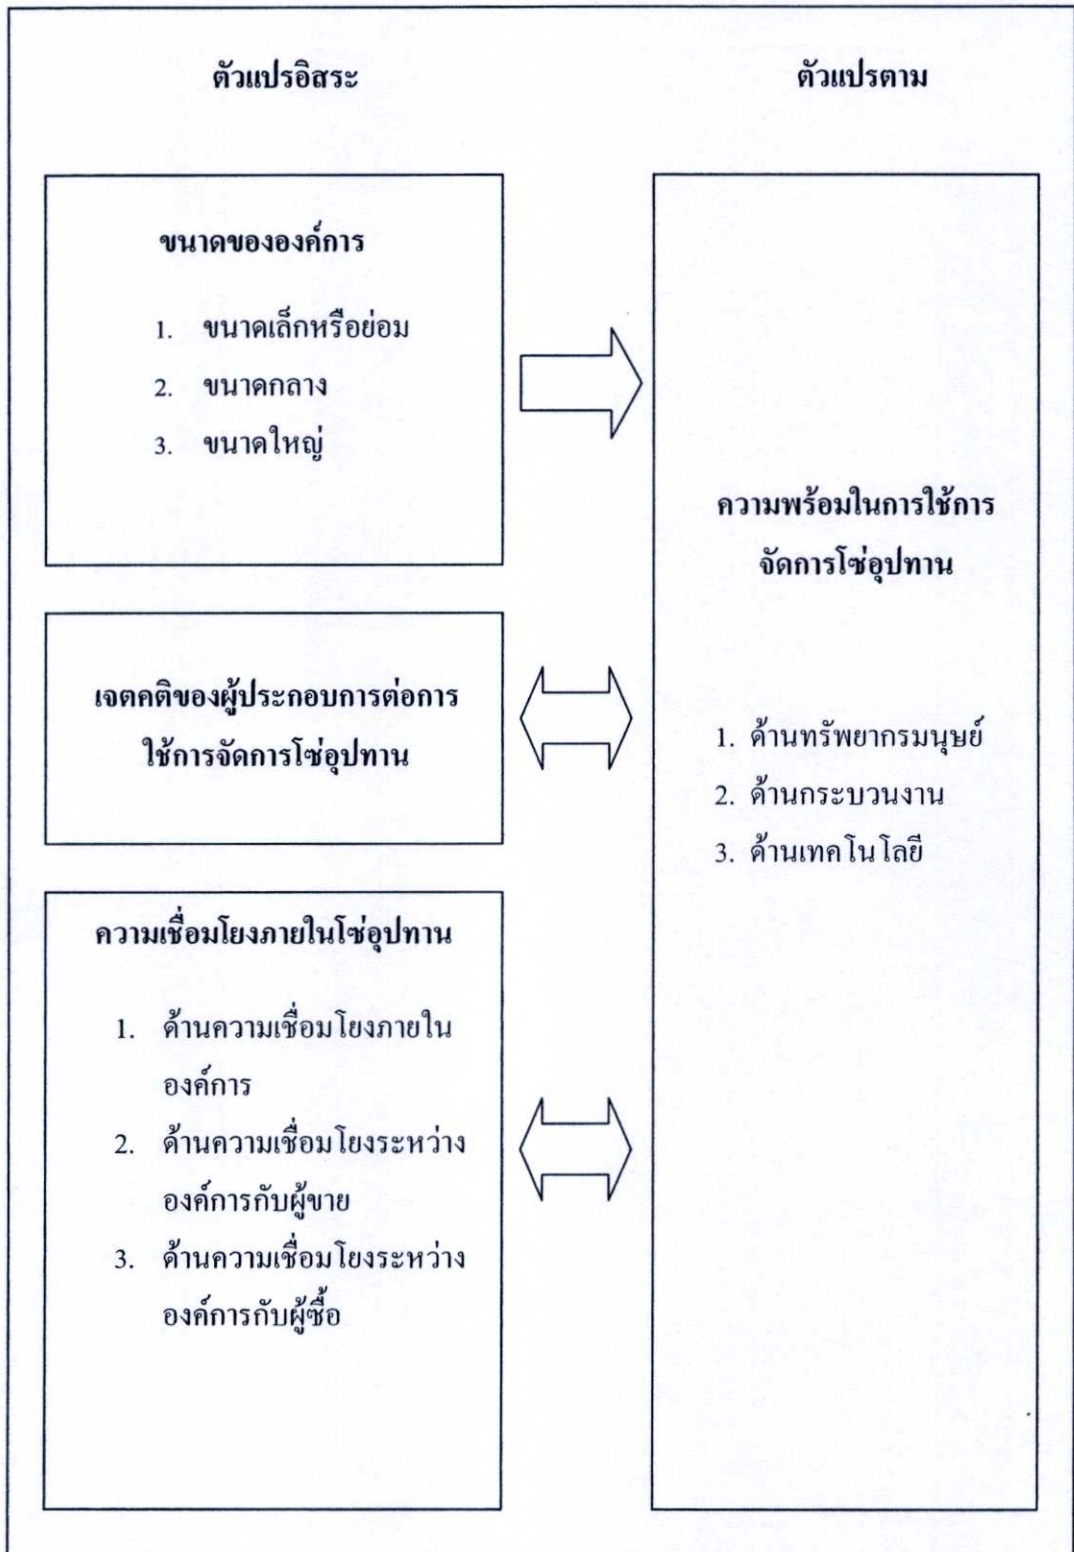 ตัวแปรอิสระ
ตัวแปรตาม
ขนาดขององค์การ
1. ขนาดเล็กหรือย่อม
2. ขนาดกลาง
3. ขนาดใหญ่
เจตคติของผู้ประกอบการต่อการ
ใช้การจัดการโซ่อุปทาน
ความเชื่อมโยงภายในโซ่อุปทาน
1. ด้านความเชื่อมโยงภายใน
องค์การ
2. ด้านความเชื่อมโยงระหว่าง
องค์การกับผู้ขาย
3. ด้านความเชื่อมโยงระหว่าง
องค์การกับผู้ซื้อ
ความพร้อมในการใช้การ
จัดการโซ่อุปทาน
1. ด้านทรัพยากรมนุษย์
2. ด้านกระบวนงาน
3. ด้านเทคโนโลยี